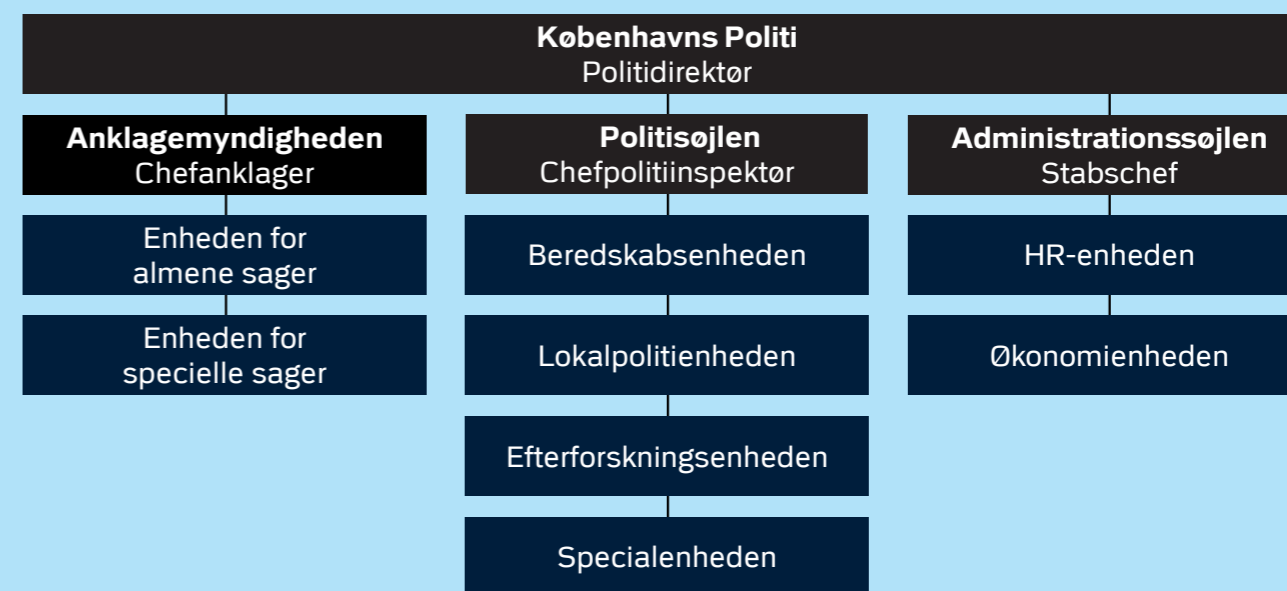 Københavns Politi
Politidirektør
Anklagemyndigheden
Chefanklager
Enheden for
almene sager
Enheden for
specielle sager
Politisøjlen
Chefpolitiinspektør
Beredskabsenheden
Lokalpolitienheden
Efterforskningsenheden
Specialenheden
Administrationssøjlen
Stabschef
HR-enheden
Økonomienheden